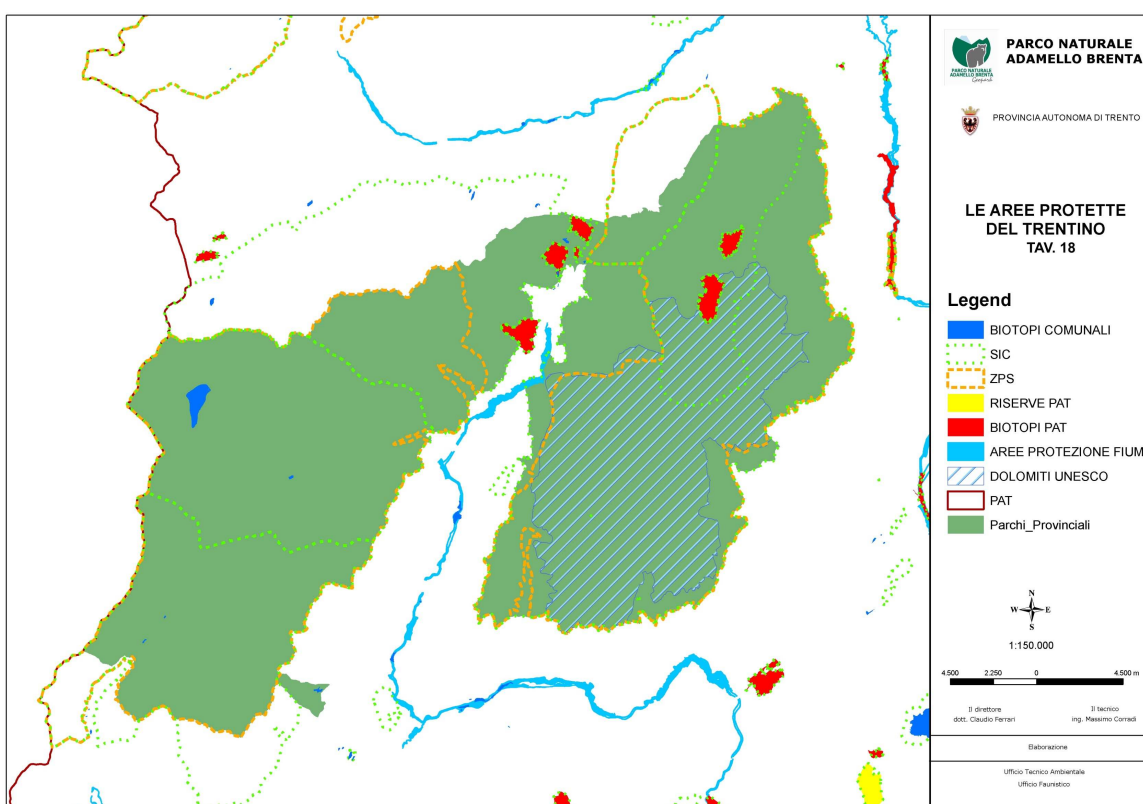 PARCO NATURALE
ADAMELLO BRENTA
PARCO NATURALE
ADAMELLO BRENTA
Geopark
PROVINCIA AUTONOMA DI TRENTO
LE AREE PROTETTE
DEL TRENTINO
TAV. 18
Legend
BIOTOPI COMUNALI
SIC
ZPS
RISERVE PAT
BIOTOPI PAT
AREE PROTEZIONE FIUM
DOLOMITI UNESCO
PAT
Parchi_Provinciali
N
W E
S
1:150.000
4.500 2.250 0 4.500 m
Il direttore
dott. Claudio Ferrari
Il tecnico
ing. Massimo Corradi
Elaborazione
Ufficio Tecnico Ambientale
Ufficio Faunistico